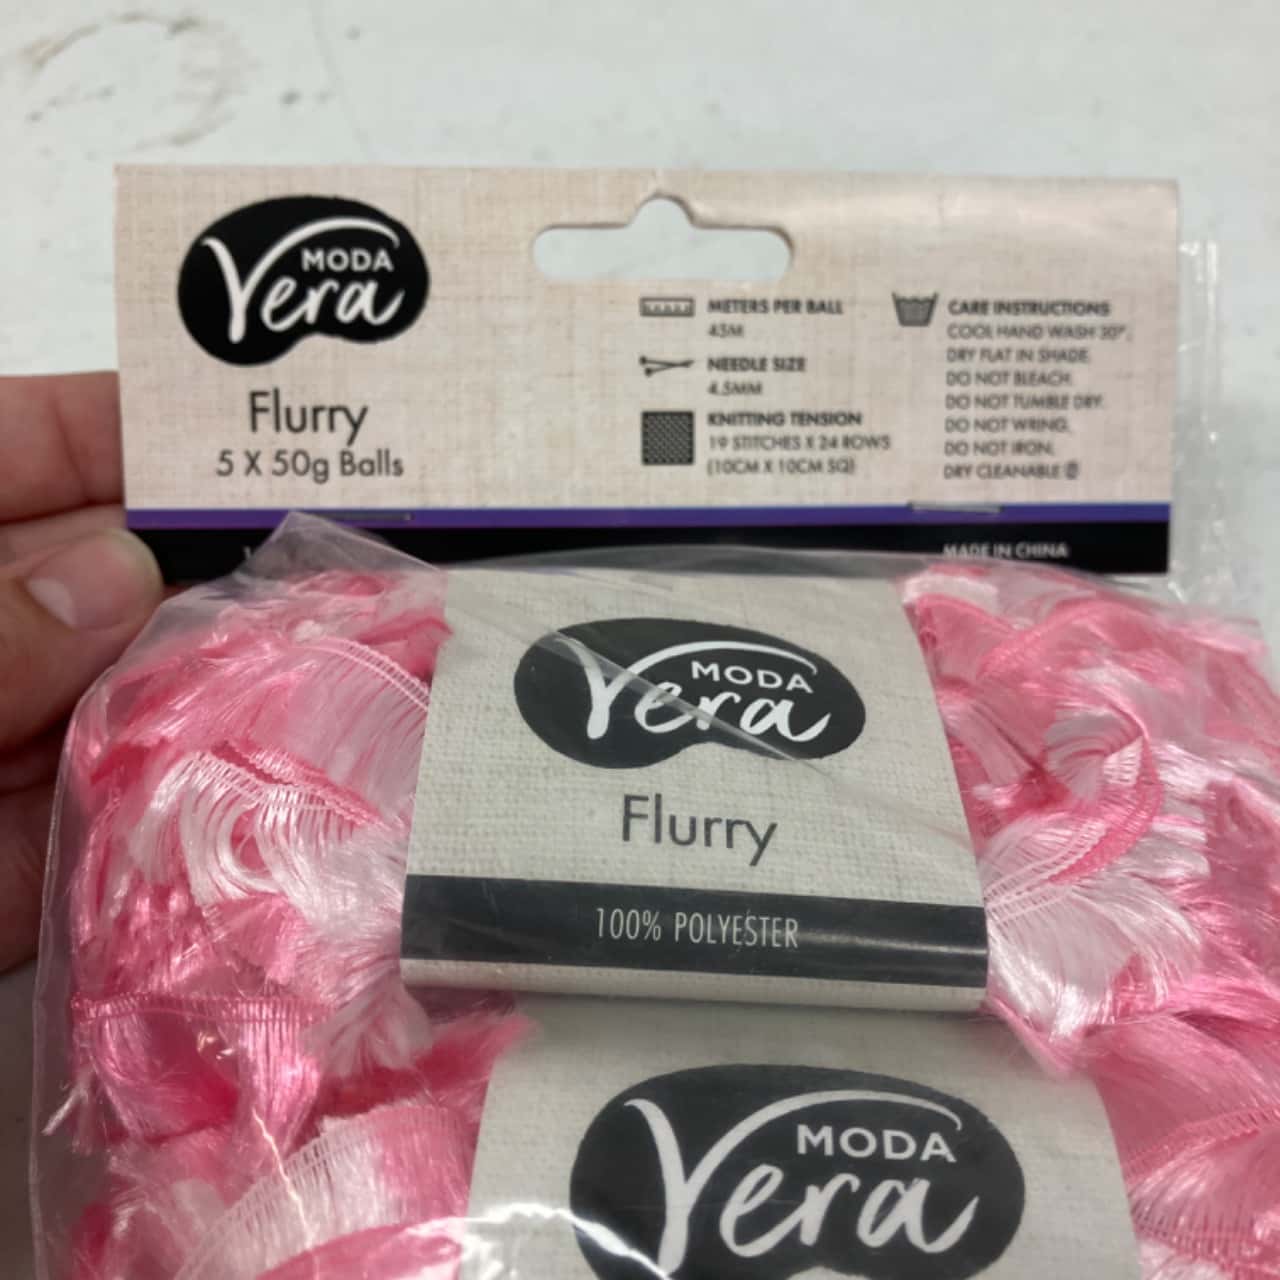 MODA
Vera
Flurry
5 X 50g Balls
METERS PER BALL
45M
NEEDLE SIZE
4.5MM
KNITTING TENSION
19 STITCHES X 24 ROWS
(10CM X 10CM SQ)
CARE INSTRUCTIONS
COOL HAND WASH 30°,
DRY FLAT IN SHADE.
DO NOT BLEACH.
DO NOT TUMBLE DRY.
DO NOT WRING,
DO NOT IRON,
DRY CLEANABLE Ⓟ
MADE IN CHINA
MODA
Vera
Flurry
100% POLYESTER
MODA
Vera